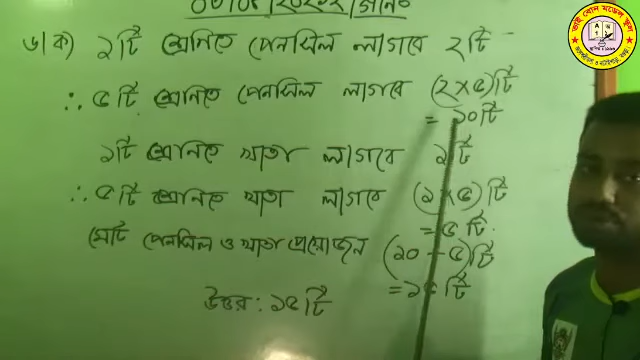 ৬। ক) ১টি শ্রেণিতে পেনসিল লাগবে ২টি
∴ ৫টি শ্রেণিতে পেনসিল লাগবে (২×৫)টি
= ১০টি
১টি শ্রেণিতে খাতা লাগবে ১টি
∴ ৫টি শ্রেণিতে খাতা লাগবে (১×৫)টি
= ৫টি
মোট পেনসিল ও খাতা প্রয়োজন (১০+৫)টি
= ১৫টি
উত্তর: ১৫টি